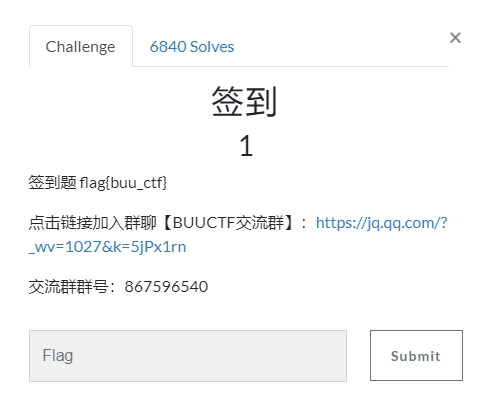 Challenge
6840 Solves
×
签到
1
签到题 flag{buu_ctf}
点击链接加入群聊【BUUCTF交流群】：https://jq.qq.com/?
_wv=1027&k=5jPx1rn
交流群群号：867596540
Flag
Submit